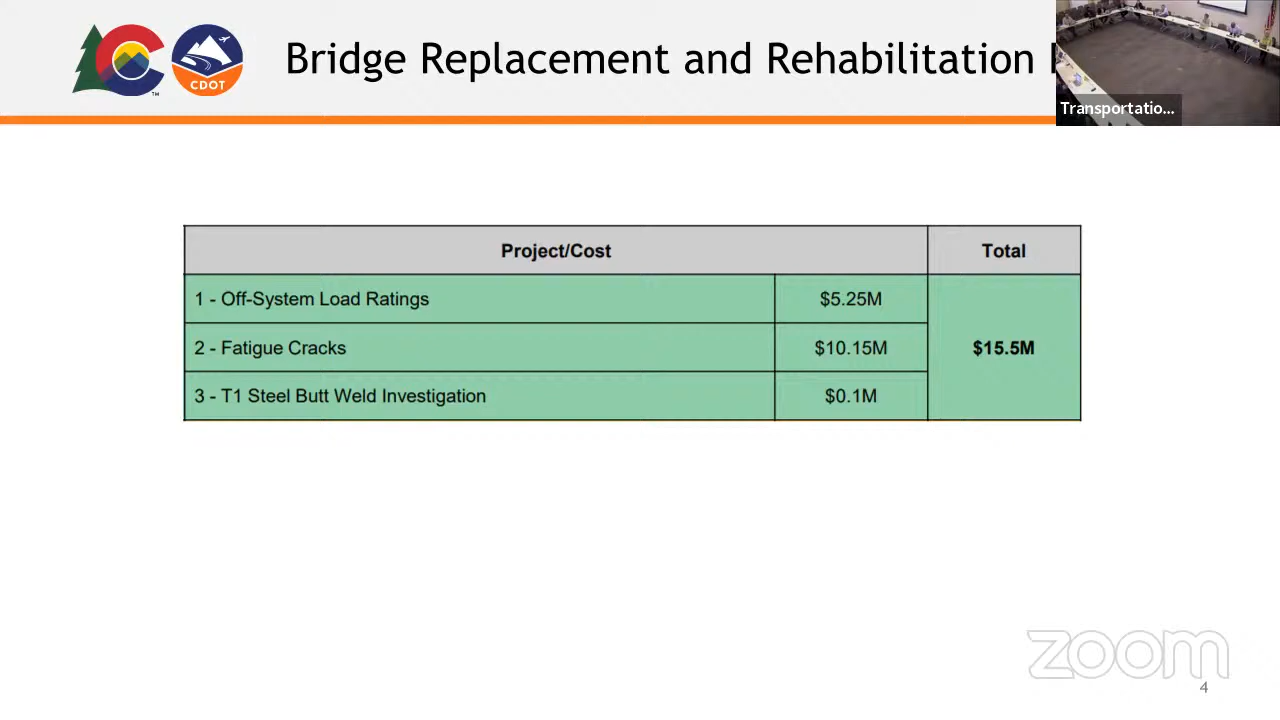 Bridge Replacement and Rehabilitation
CDOT
TM
Transportatio...
Project/Cost Total
1 - Off-System Load Ratings $5.25M
2 - Fatigue Cracks $10.15M $15.5M
3 - T1 Steel Butt Weld Investigation $0.1M
zoom
4